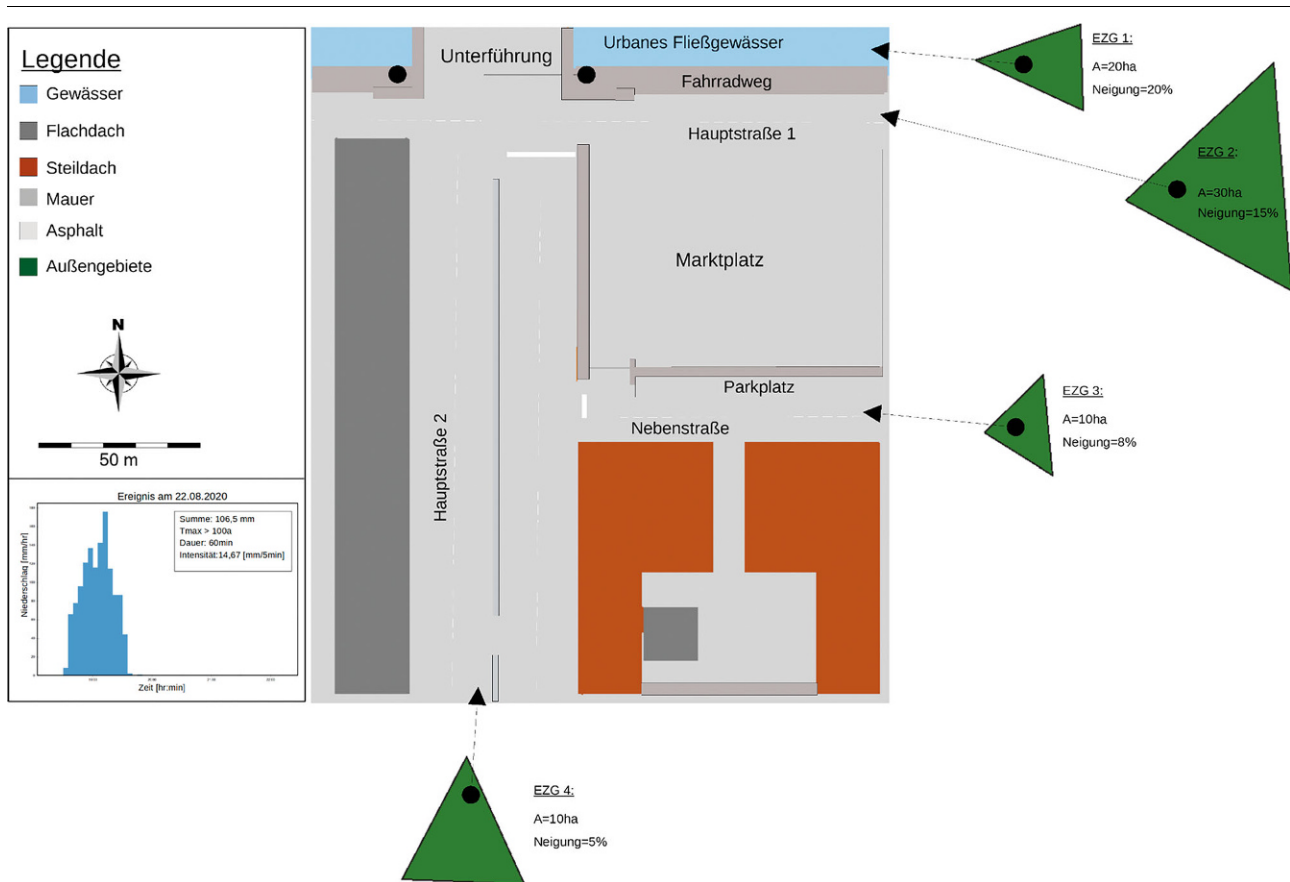 Legende
Gewässer
Flachdach
Steildach
Mauer
Asphalt
Außengebiete
N
50 m
Ereignis am 22.08.2020
Summe: 106,5 mm
Tmax > 100a
Dauer: 60min
Intensität:14,67 [mm/5min]
Niederschlag [mm/hr]
Zeit [hr:min]
Unterführung
Urbanes Fließgewässer
Fahrradweg
Hauptstraße 1
Marktplatz
Parkplatz
Nebenstraße
Hauptstraße 2
EZG 1:
A=20ha
Neigung=20%
EZG 2:
A=30ha
Neigung=15%
EZG 3:
A=10ha
Neigung=8%
EZG 4:
A=10ha
Neigung=5%